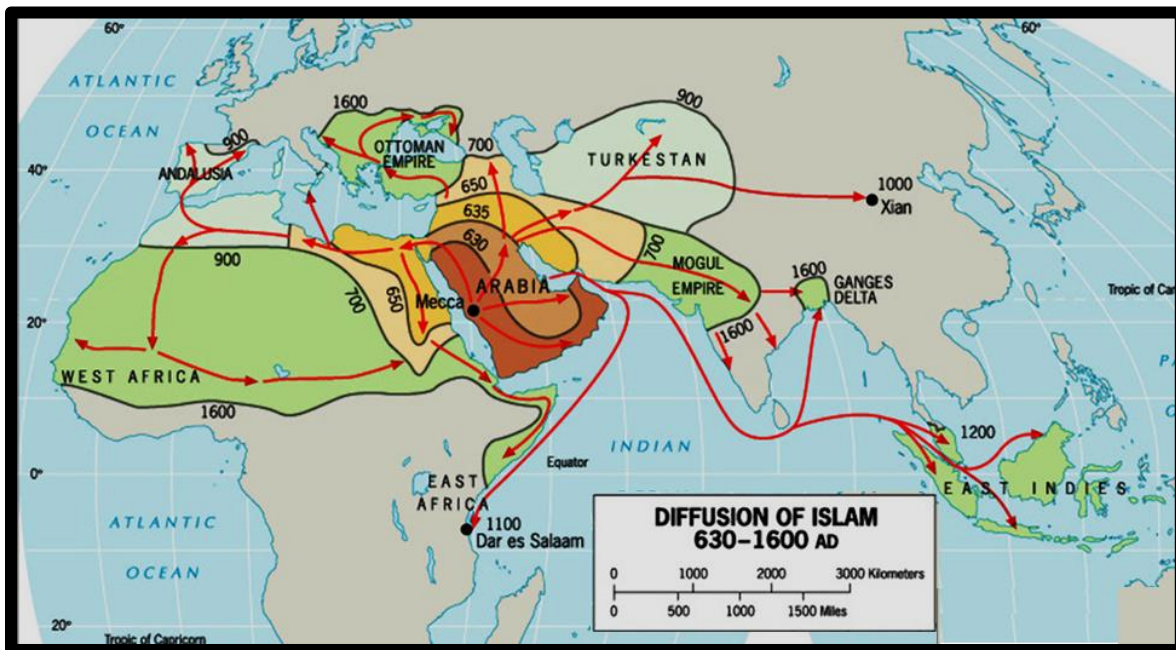 60°
60°
ATLANTIC
OCEAN
1600
900
900
OTTOMAN
EMPIRE
700
TURKESTAN
ANDALUSIA
40°
650
1000
Xian
635
630
900
700
MOGUL
EMPIRE
1600
GANGES
DELTA
ARABIA
Mecca
650
700
Tropic of Can
20°
1600
P
WEST AFRICA
1600
INDIAN
1200
Equator
0°
EAST
AFRICA
EAST INDIES
1100
Dar es Salaam
ATLANTIC
OCEAN
DIFFUSION OF ISLAM
630–1600 AD
0 1000 2000 3000 Kilometers
0 500 1000 1500 Miles
20°
Tropic of Capricorn